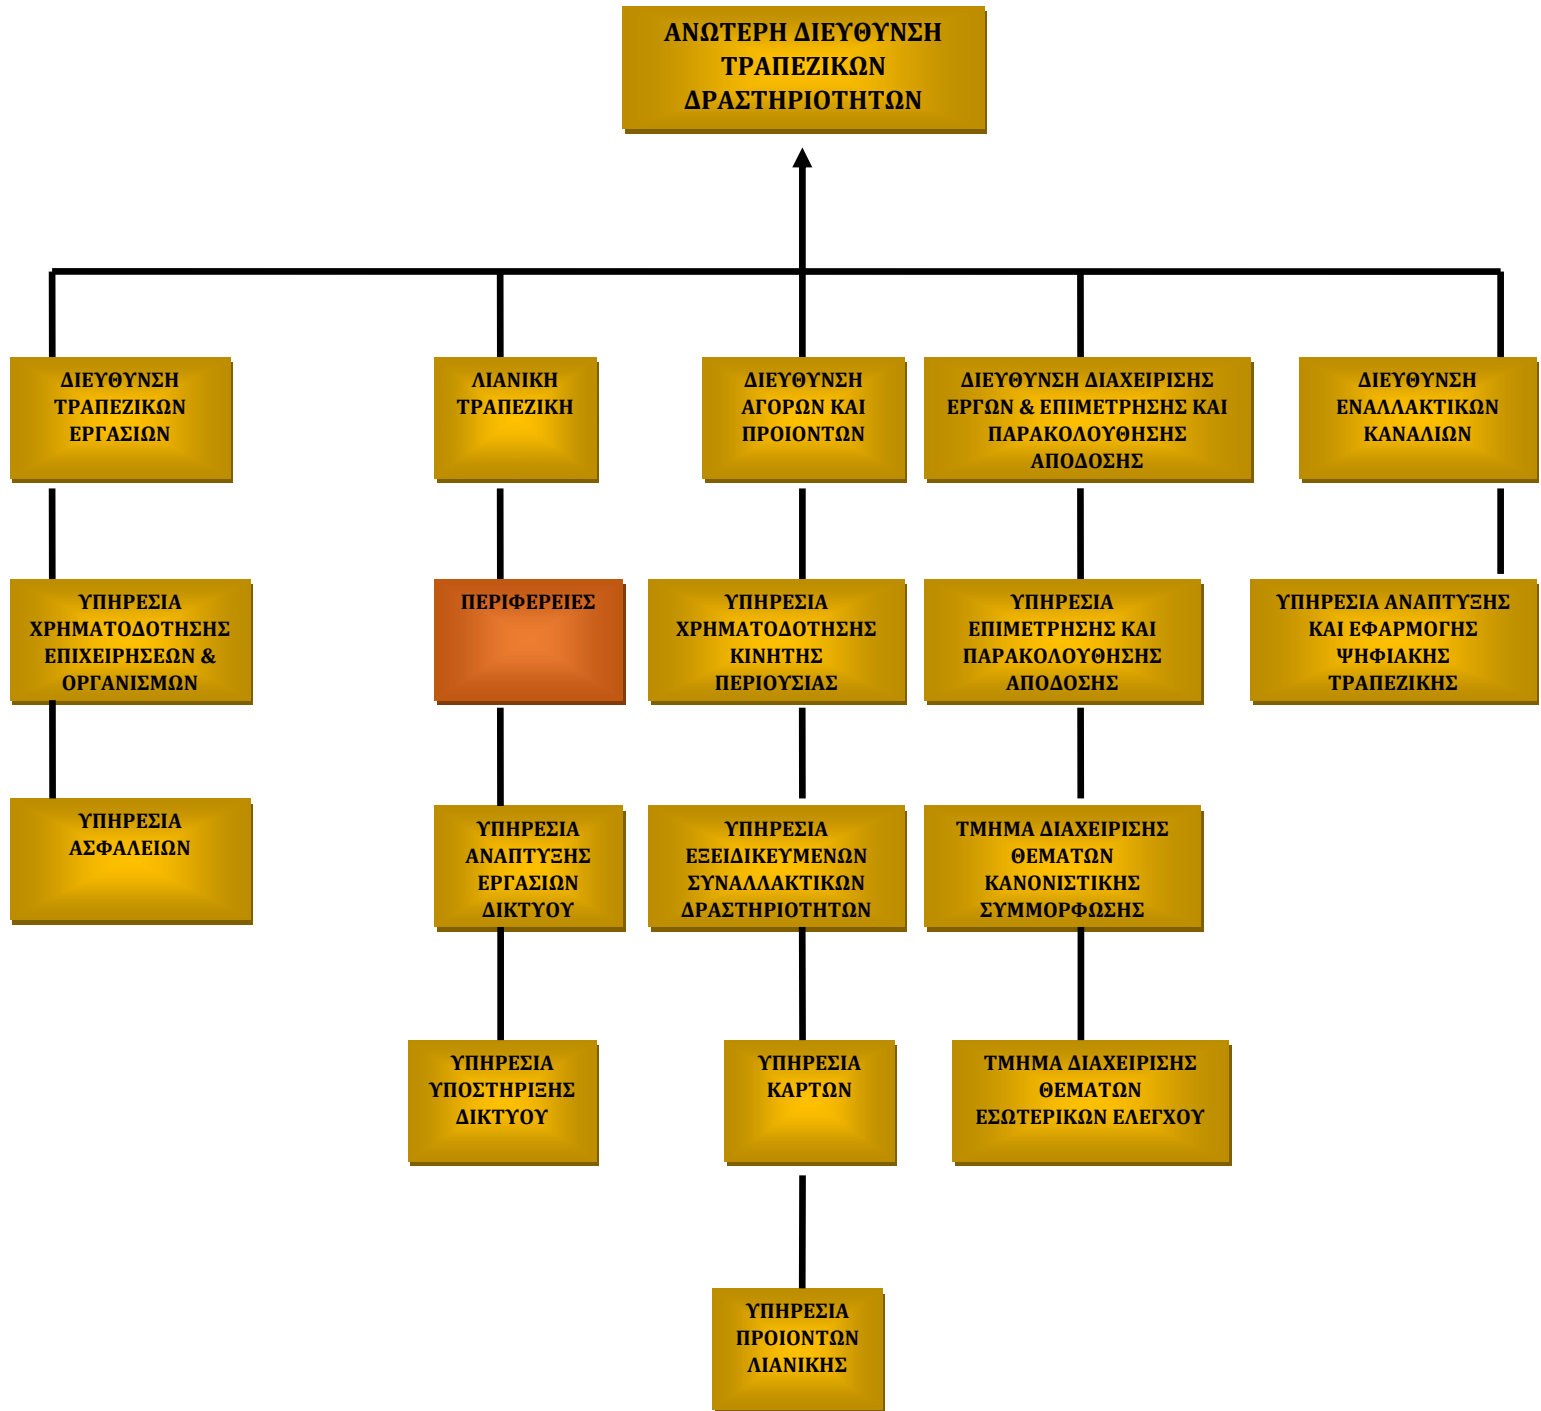 ΑΝΩΤΕΡΗ ΔΙΕΥΘΥΝΣΗ
ΤΡΑΠΕΖΙΚΩΝ
ΔΡΑΣΤΗΡΙΟΤΗΤΩΝ
ΔΙΕΥΘΥΝΣΗ
ΤΡΑΠΕΖΙΚΩΝ
ΕΡΓΑΣΙΩΝ
ΛΙΑΝΙΚΗ
ΤΡΑΠΕΖΙΚΗ
ΔΙΕΥΘΥΝΣΗ
ΑΓΟΡΩΝ ΚΑΙ
ΠΡΟΙΟΝΤΩΝ
ΔΙΕΥΘΥΝΣΗ ΔΙΑΧΕΙΡΙΣΗΣ
ΕΡΓΩΝ & ΕΠΙΜΕΤΡΗΣΗΣ ΚΑΙ
ΠΑΡΑΚΟΛΟΥΘΗΣΗΣ
ΑΠΟΔΟΣΗΣ
ΔΙΕΥΘΥΝΣΗ
ΕΝΑΛΛΑΚΤΙΚΩΝ
ΚΑΝΑΛΙΩΝ
ΥΠΗΡΕΣΙΑ
ΧΡΗΜΑΤΟΔΟΤΗΣΗΣ
ΕΠΙΧΕΙΡΗΣΕΩΝ &
ΟΡΓΑΝΙΣΜΩΝ
ΠΕΡΙΦΕΡΕΙΕΣ
ΥΠΗΡΕΣΙΑ
ΧΡΗΜΑΤΟΔΟΤΗΣΗΣ
ΚΙΝΗΤΗΣ
ΠΕΡΙΟΥΣΙΑΣ
ΥΠΗΡΕΣΙΑ
ΕΠΙΜΕΤΡΗΣΗΣ ΚΑΙ
ΠΑΡΑΚΟΛΟΥΘΗΣΗΣ
ΑΠΟΔΟΣΗΣ
ΥΠΗΡΕΣΙΑ ΑΝΑΠΤΥΞΗΣ
ΚΑΙ ΕΦΑΡΜΟΓΗΣ
ΨΗΦΙΑΚΗΣ
ΤΡΑΠΕΖΙΚΗΣ
ΥΠΗΡΕΣΙΑ
ΑΣΦΑΛΕΙΩΝ
ΥΠΗΡΕΣΙΑ
ΑΝΑΠΤΥΞΗΣ
ΕΡΓΑΣΙΩΝ
ΔΙΚΤΥΟΥ
ΥΠΗΡΕΣΙΑ
ΕΞΕΙΔΙΚΕΥΜΕΝΩΝ
ΣΥΝΑΛΛΑΚΤΙΚΩΝ
ΔΡΑΣΤΗΡΙΟΤΗΤΩΝ
ΤΜΗΜΑ ΔΙΑΧΕΙΡΙΣΗΣ
ΘΕΜΑΤΩΝ
ΚΑΝΟΝΙΣΤΙΚΗΣ
ΣΥΜΜΟΡΦΩΣΗΣ
ΥΠΗΡΕΣΙΑ
ΥΠΟΣΤΗΡΙΞΗΣ
ΔΙΚΤΥΟΥ
ΥΠΗΡΕΣΙΑ
ΚΑΡΤΩΝ
ΤΜΗΜΑ ΔΙΑΧΕΙΡΙΣΗΣ
ΘΕΜΑΤΩΝ
ΕΣΩΤΕΡΙΚΩΝ ΕΛΕΓΧΟΥ
ΥΠΗΡΕΣΙΑ
ΠΡΟΙΟΝΤΩΝ
ΛΙΑΝΙΚΗΣ